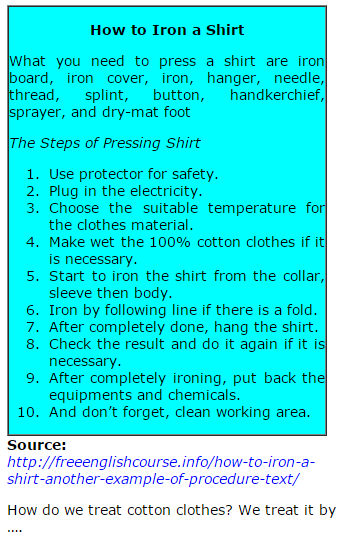 How to Iron a Shirt
What you need to press a shirt are iron
board, iron cover, iron, hanger, needle,
thread, splint, button, handkerchief,
sprayer, and dry-mat foot
The Steps of Pressing Shirt
1. Use protector for safety.
2. Plug in the electricity.
3. Choose the suitable temperature for
the clothes material.
4. Make wet the 100% cotton clothes if it
is necessary.
5. Start to iron the shirt from the collar,
sleeve then body.
6. Iron by following line if there is a fold.
7. After completely done, hang the shirt.
8. Check the result and do it again if it is
necessary.
9. After completely ironing, put back the
equipments and chemicals.
10. And don’t forget, clean working area.
Source:
http://freeenglishcourse.info/how-to-iron-a-
shirt-another-example-of-procedure-text/
How do we treat cotton clothes? We treat it by
....